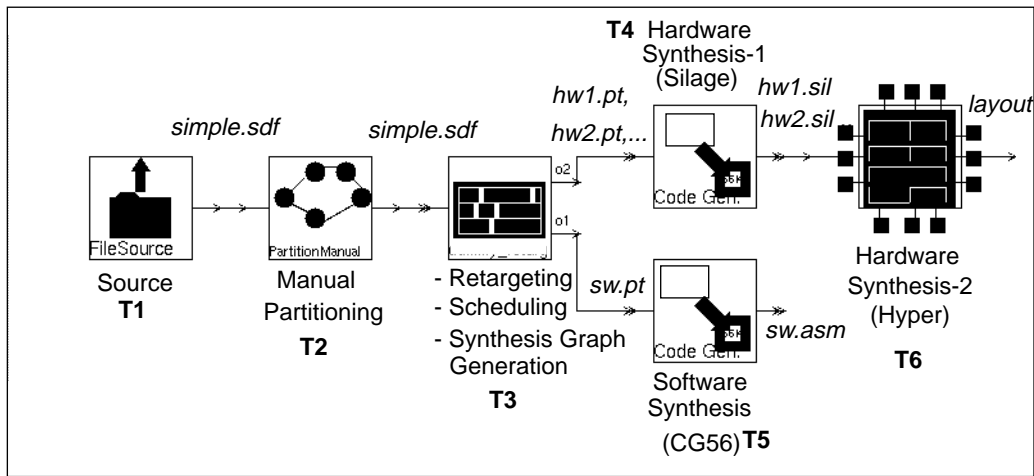 T4 Hardware
Synthesis-1
(Silage)
hw1.pt,
hw2.pt,...
hw1.sil
hw2.sil
layout
simple.sdf
simple.sdf
o2
o1
FileSource
PartitionManual
Code Gen.
Source
T1
Manual
Partitioning
T2
- Retargeting
- Scheduling
- Synthesis Graph
Generation
T3
sw.pt
Code Gen.
sw.asm
Software
Synthesis
(CG56) T5
Hardware
Synthesis-2
(Hyper)
T6